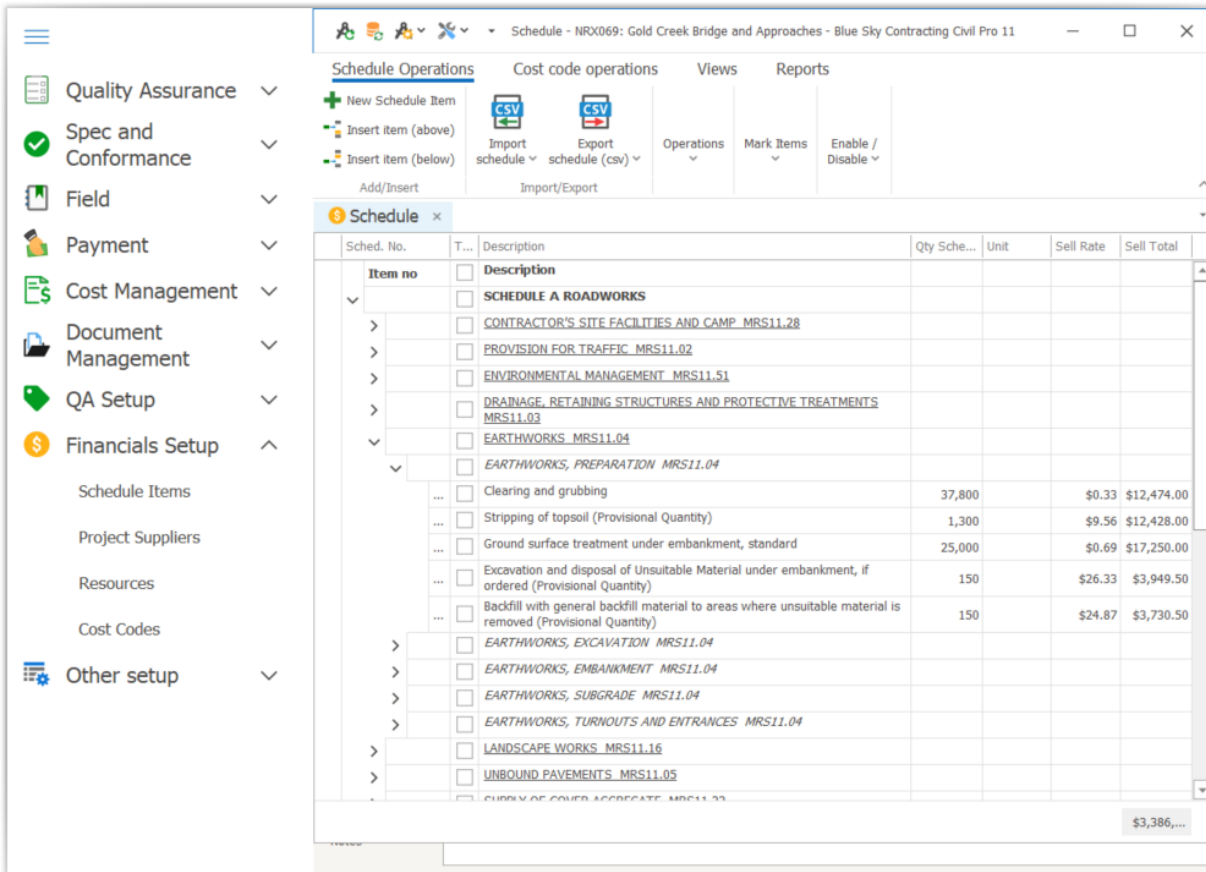 Quality Assurance
Spec and
Conformance
Field
Payment
Cost Management
Document
Management
QA Setup
Financials Setup
Schedule Items
Project Suppliers
Resources
Cost Codes
Other setup
Schedule - NRX069: Gold Creek Bridge and Approaches - Blue Sky Contracting Civil Pro 11
Schedule Operations Cost code operations Views Reports
New Schedule Item
Insert item (above)
Insert item (below)
Add/Insert
CSV
Import
schedule
CSV
Export
schedule (csv)
Import/Export
Operations
Mark Items
Enable /
Disable
Schedule ×
Sched. No. T... Description Qty Sche... Unit Sell Rate Sell Total
Item no Description
SCHEDULE A ROADWORKS
CONTRACTOR'S SITE FACILITIES AND CAMP MRS11.28
PROVISION FOR TRAFFIC MRS11.02
ENVIRONMENTAL MANAGEMENT MRS11.51
DRAINAGE, RETAINING STRUCTURES AND PROTECTIVE TREATMENTS
MRS11.03
EARTHWORKS MRS11.04
EARTHWORKS, PREPARATION MRS11.04
... Clearing and grubbing 37,800 $0.33 $12,474.00
... Stripping of topsoil (Provisional Quantity) 1,300 $9.56 $12,428.00
... Ground surface treatment under embankment, standard 25,000 $0.69 $17,250.00
... Excavation and disposal of Unsuitable Material under embankment, if
ordered (Provisional Quantity) 150 $26.33 $3,949.50
... Backfill with general backfill material to areas where unsuitable material is
removed (Provisional Quantity) 150 $24.87 $3,730.50
EARTHWORKS, EXCAVATION MRS11.04
EARTHWORKS, EMBANKMENT MRS11.04
EARTHWORKS, SUBGRADE MRS11.04
EARTHWORKS, TURNOUTS AND ENTRANCES MRS11.04
LANDSCAPE WORKS MRS11.16
UNBOUND PAVEMENTS MRS11.05
SUPPLY OF COVER AGGREGATE MRS11.22
$3,386,...
Notes